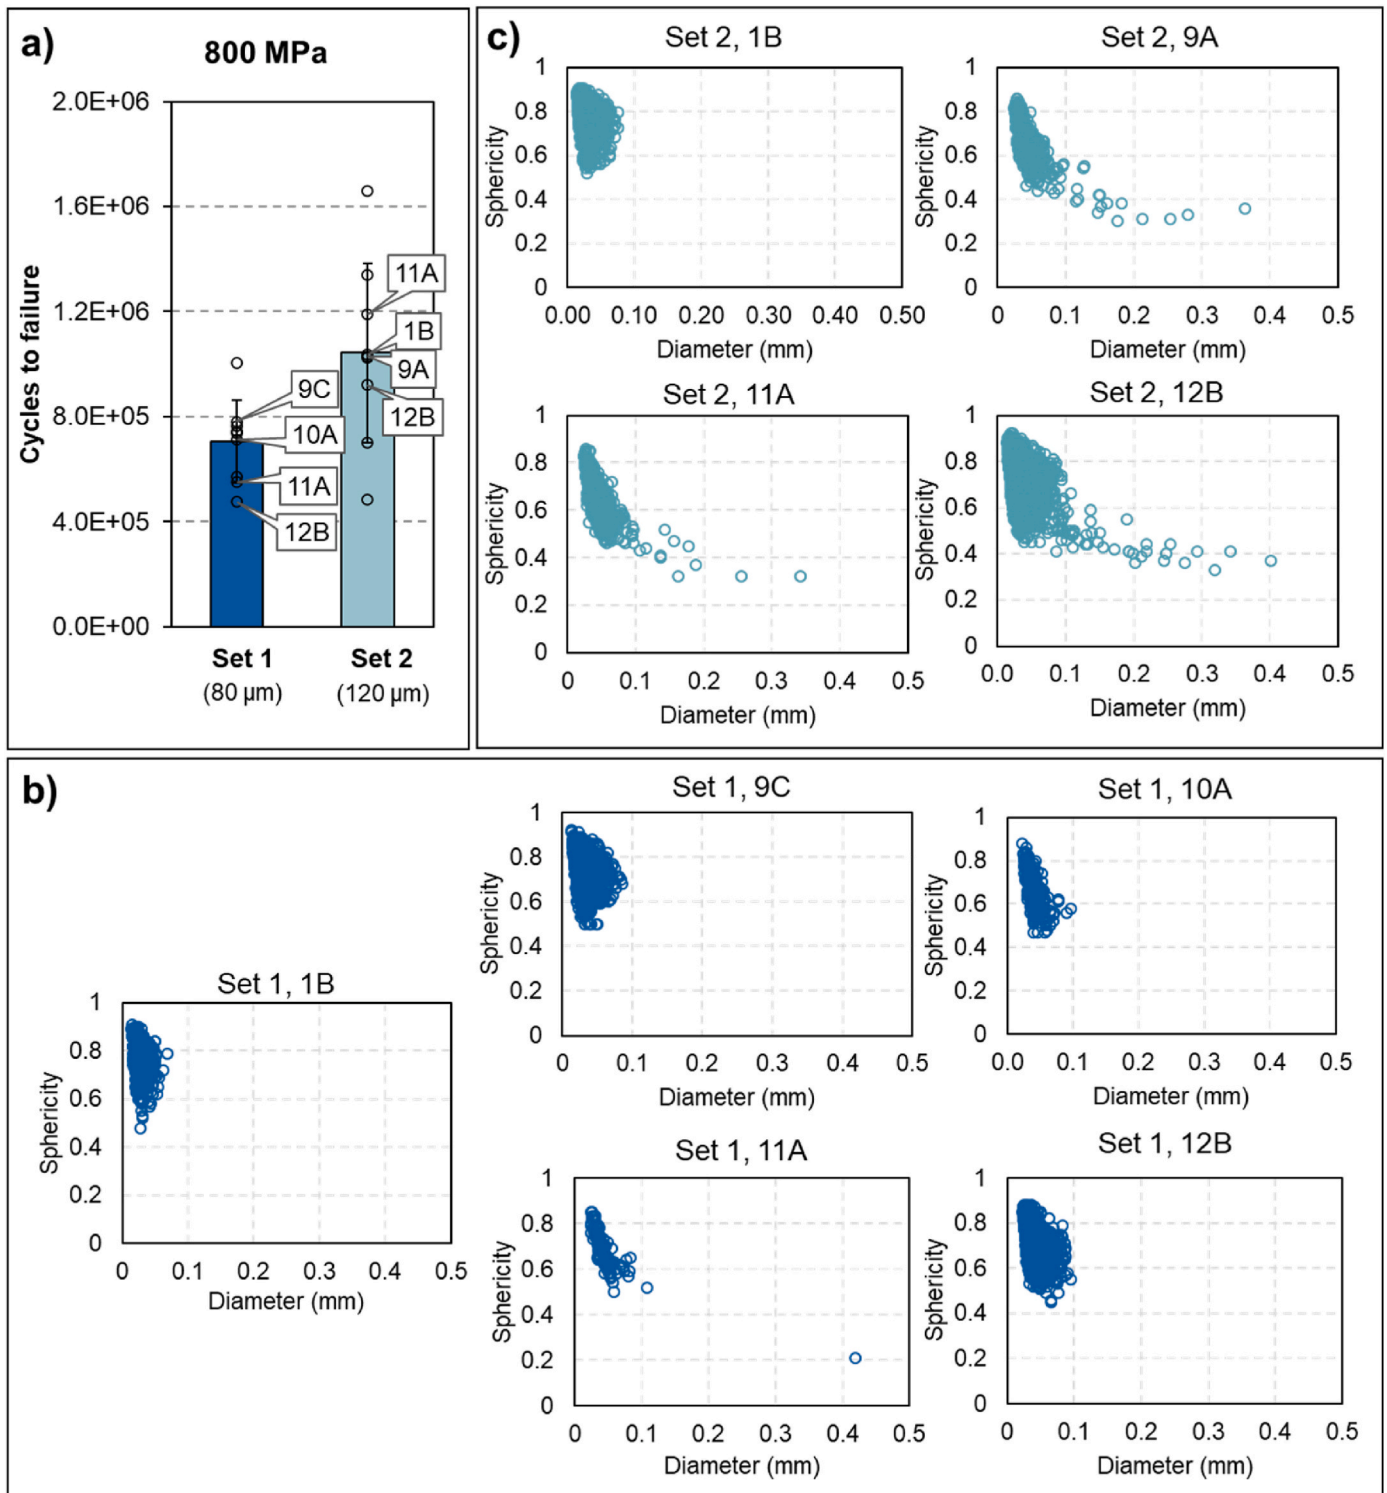 a)
800 MPa
2.0E+06
1.6E+06
1.2E+06
8.0E+05
4.0E+05
0.0E+00
Cycles to failure
11A
1B
9A
12B
9C
10A
11A
12B
Set 1
(80 µm)
Set 2
(120 µm)
c)
Set 2, 1B
1
0.8
0.6
0.4
0.2
0
Sphericity
0.00 0.10 0.20 0.30 0.40 0.50
Diameter (mm)
Set 2, 9A
1
0.8
0.6
0.4
0.2
0
Sphericity
0 0.1 0.2 0.3 0.4 0.5
Diameter (mm)
Set 2, 11A
1
0.8
0.6
0.4
0.2
0
Sphericity
0 0.1 0.2 0.3 0.4 0.5
Diameter (mm)
Set 2, 12B
1
0.8
0.6
0.4
0.2
0
Sphericity
0.0 0.1 0.2 0.3 0.4 0.5
Diameter (mm)
b)
Set 1, 1B
1
0.8
0.6
0.4
0.2
0
Sphericity
0 0.1 0.2 0.3 0.4 0.5
Diameter (mm)
Set 1, 9C
1
0.8
0.6
0.4
0.2
0
Sphericity
0 0.1 0.2 0.3 0.4 0.5
Diameter (mm)
Set 1, 10A
1
0.8
0.6
0.4
0.2
0
Sphericity
0.0 0.1 0.2 0.3 0.4 0.5
Diameter (mm)
Set 1, 11A
1
0.8
0.6
0.4
0.2
0
Sphericity
0 0.1 0.2 0.3 0.4 0.5
Diameter (mm)
Set 1, 12B
1
0.8
0.6
0.4
0.2
0
Sphericity
0 0.1 0.2 0.3 0.4 0.5
Diameter (mm)